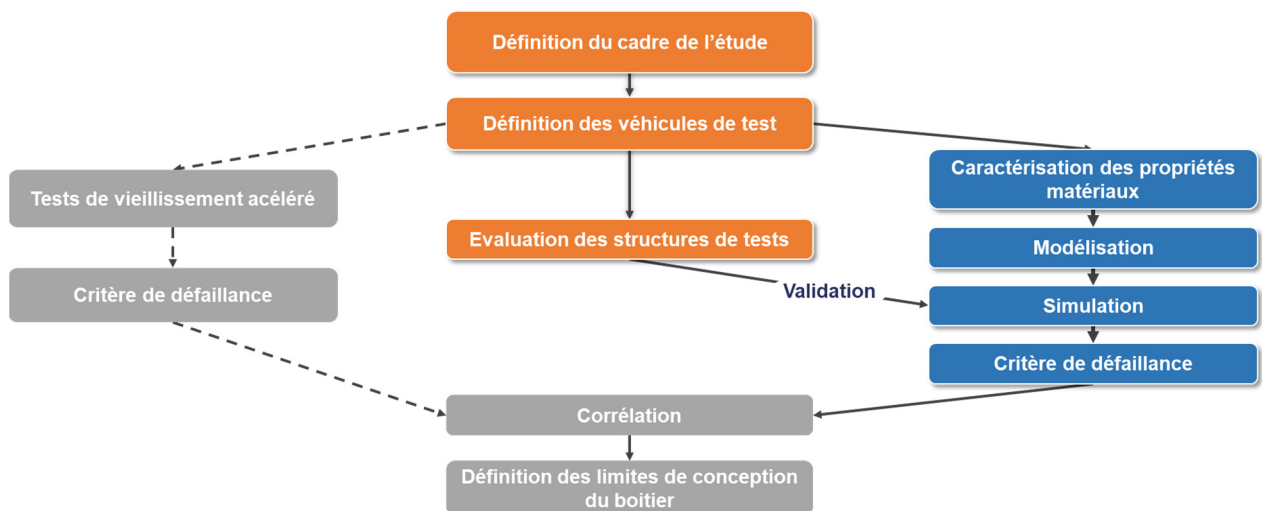 Définition du cadre de l'étude
Définition des véhicules de test
Tests de vieillissement acéléré
Caractérisation des propriétés
matériaux
Evaluation des structures de tests
Modélisation
Critère de défaillance
Validation
Simulation
Critère de défaillance
Corrélation
Définition des limites de conception
du boitier